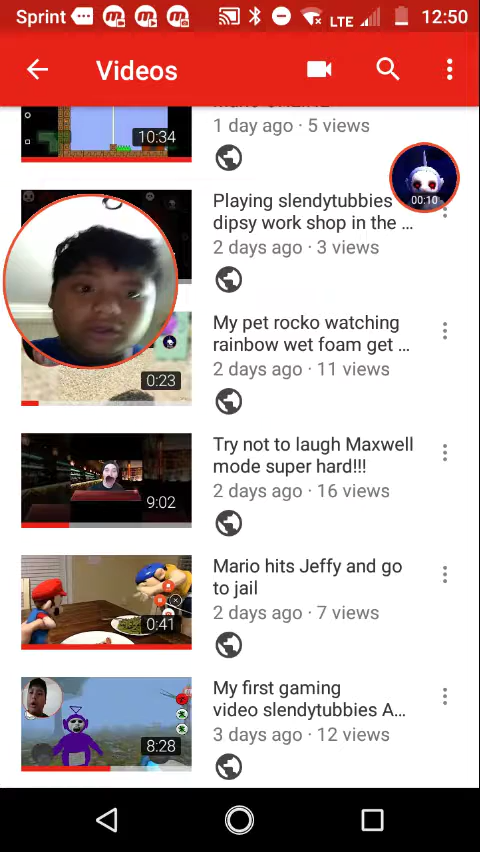 Sprint
LTE
12:50
Videos
10:34
1 day ago · 5 views
00:10
Playing slendytubbies
dipsy work shop in the ...
2 days ago · 3 views
My pet rocko watching
rainbow wet foam get ...
2 days ago · 11 views
0:23
Try not to laugh Maxwell
mode super hard!!!
2 days ago · 16 views
9:02
Mario hits Jeffy and go
to jail
2 days ago · 7 views
0:41
My first gaming
video slendytubbies A...
3 days ago · 12 views
8:28